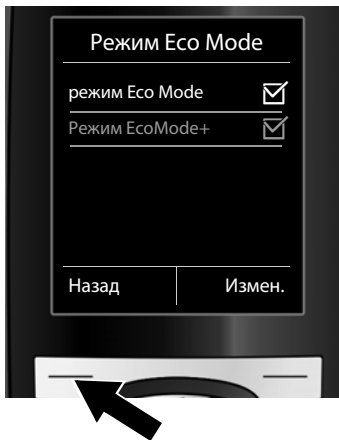 Режим Eco Mode
режим Eco Mode
Режим EcoMode+
Назад Измен.